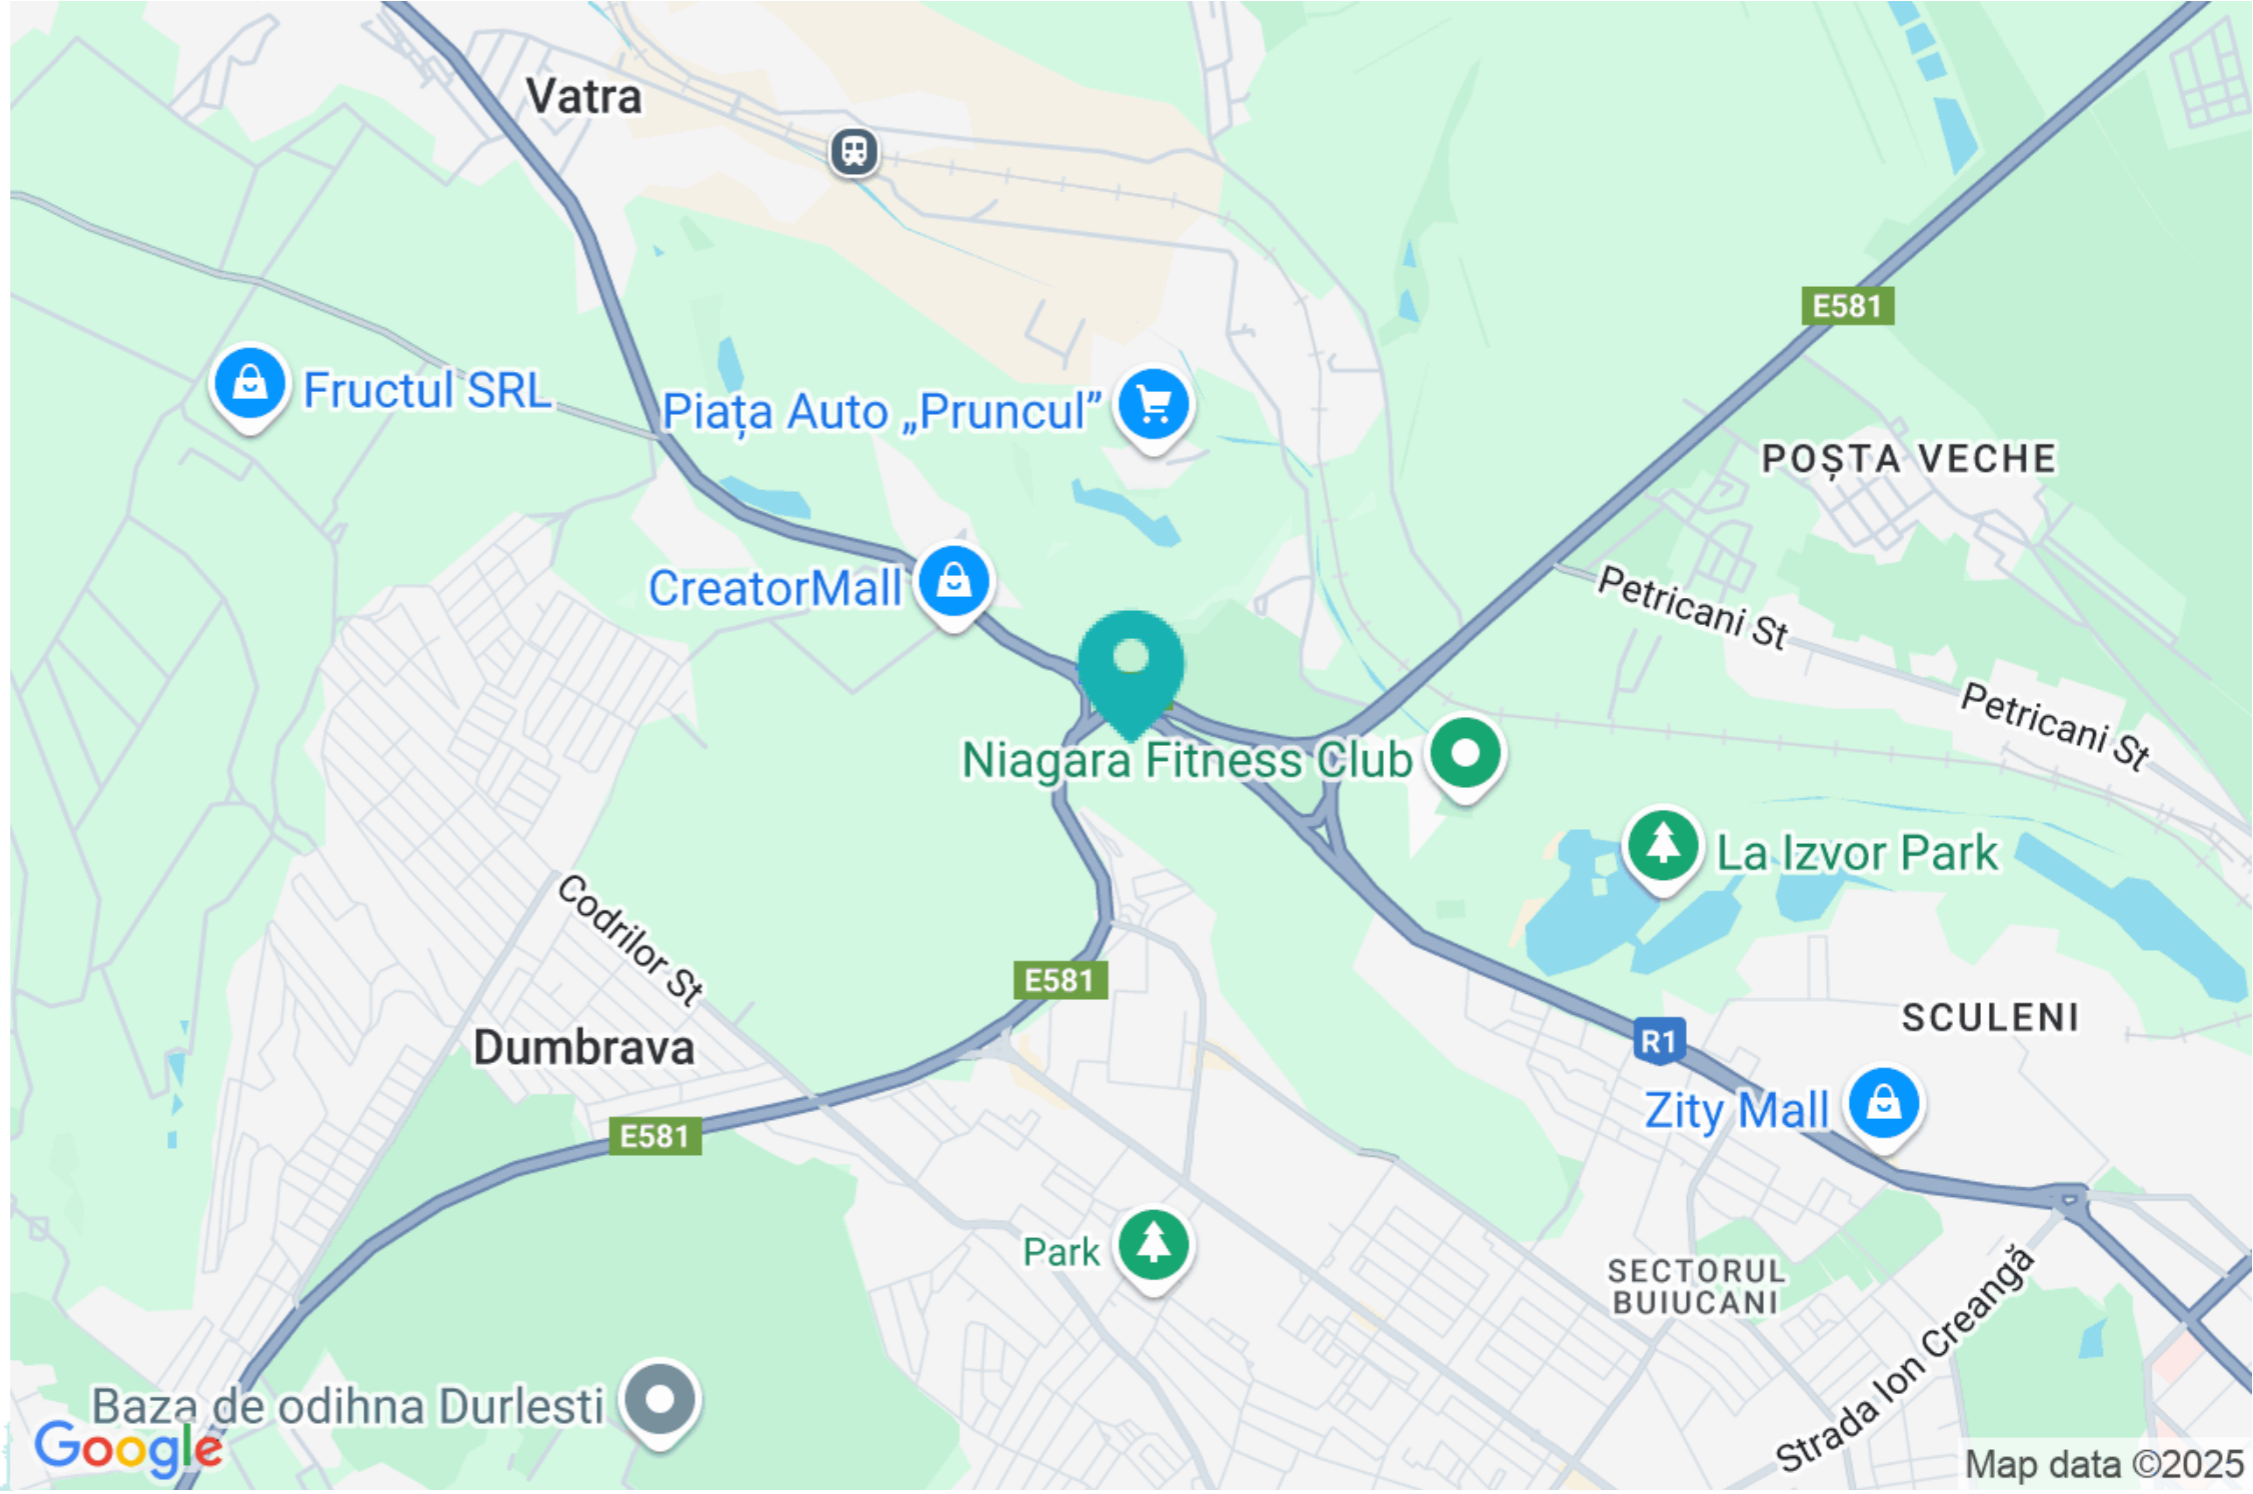 Vatra
E581
Fructul SRL
Piața Auto „Pruncul”
POȘTA VECHE
CreatorMall
Petricani St
Petricani St
Niagara Fitness Club
La Izvor Park
Codrilor St
E581
SCULENI
Dumbrava
R1
Zity Mall
E581
Park
SECTORUL
BUIUCANI
Strada Ion Creangă
Baza de odihna Durlesti
Google
Map data ©2025